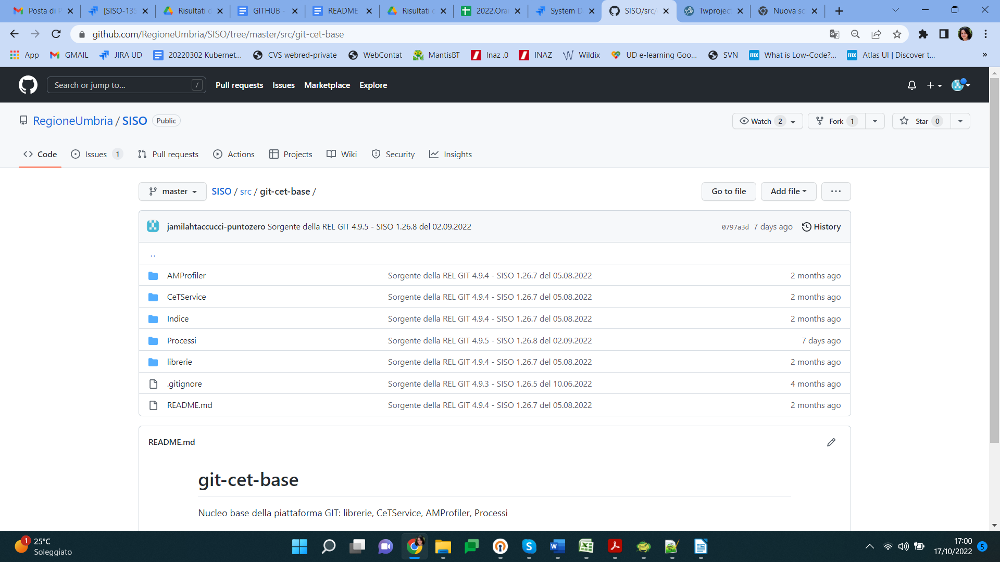 Posta di P
[SISO-135
Risultati d
GITHUB -
README
Risultati e
2022.Ora
System D
SISO/src/
Twproject
Nuova sc
github.com/RegioneUmbria/SISO/tree/master/src/git-cet-base
App GMAIL JIRA UD 20220302 Kubernet... CVS webred-private WebContat MantisBT Inaz .0 INAZ Wildix UD e-learning Goo... SVN What is Low-Code?... Atlas UI | Discover t... »
Search or jump to... / Pull requests Issues Marketplace Explore
RegioneUmbria / SISO Public Watch 2 Fork 1 Star 0
Code Issues 1 Pull requests Actions Projects Wiki Security Insights
master SISO / src / git-cet-base / Go to file Add file ...
jamilahtaccucci-puntozero Sorgente della REL GIT 4.9.5 - SISO 1.26.8 del 02.09.2022 0797a3d 7 days ago History
..
AMProfiler Sorgente della REL GIT 4.9.4 - SISO 1.26.7 del 05.08.2022 2 months ago
CeTService Sorgente della REL GIT 4.9.4 - SISO 1.26.7 del 05.08.2022 2 months ago
Indice Sorgente della REL GIT 4.9.4 - SISO 1.26.7 del 05.08.2022 2 months ago
Processi Sorgente della REL GIT 4.9.5 - SISO 1.26.8 del 02.09.2022 7 days ago
librerie Sorgente della REL GIT 4.9.4 - SISO 1.26.7 del 05.08.2022 2 months ago
.gitignore Sorgente della REL GIT 4.9.3 - SISO 1.26.5 del 10.06.2022 4 months ago
README.md Sorgente della REL GIT 4.9.4 - SISO 1.26.7 del 05.08.2022 2 months ago
README.md
git-cet-base
Nucleo base della piattaforma GIT: librerie, CeTService, AMProfiler, Processi
1 25°C
Soleggiato
17:00
17/10/2022 5